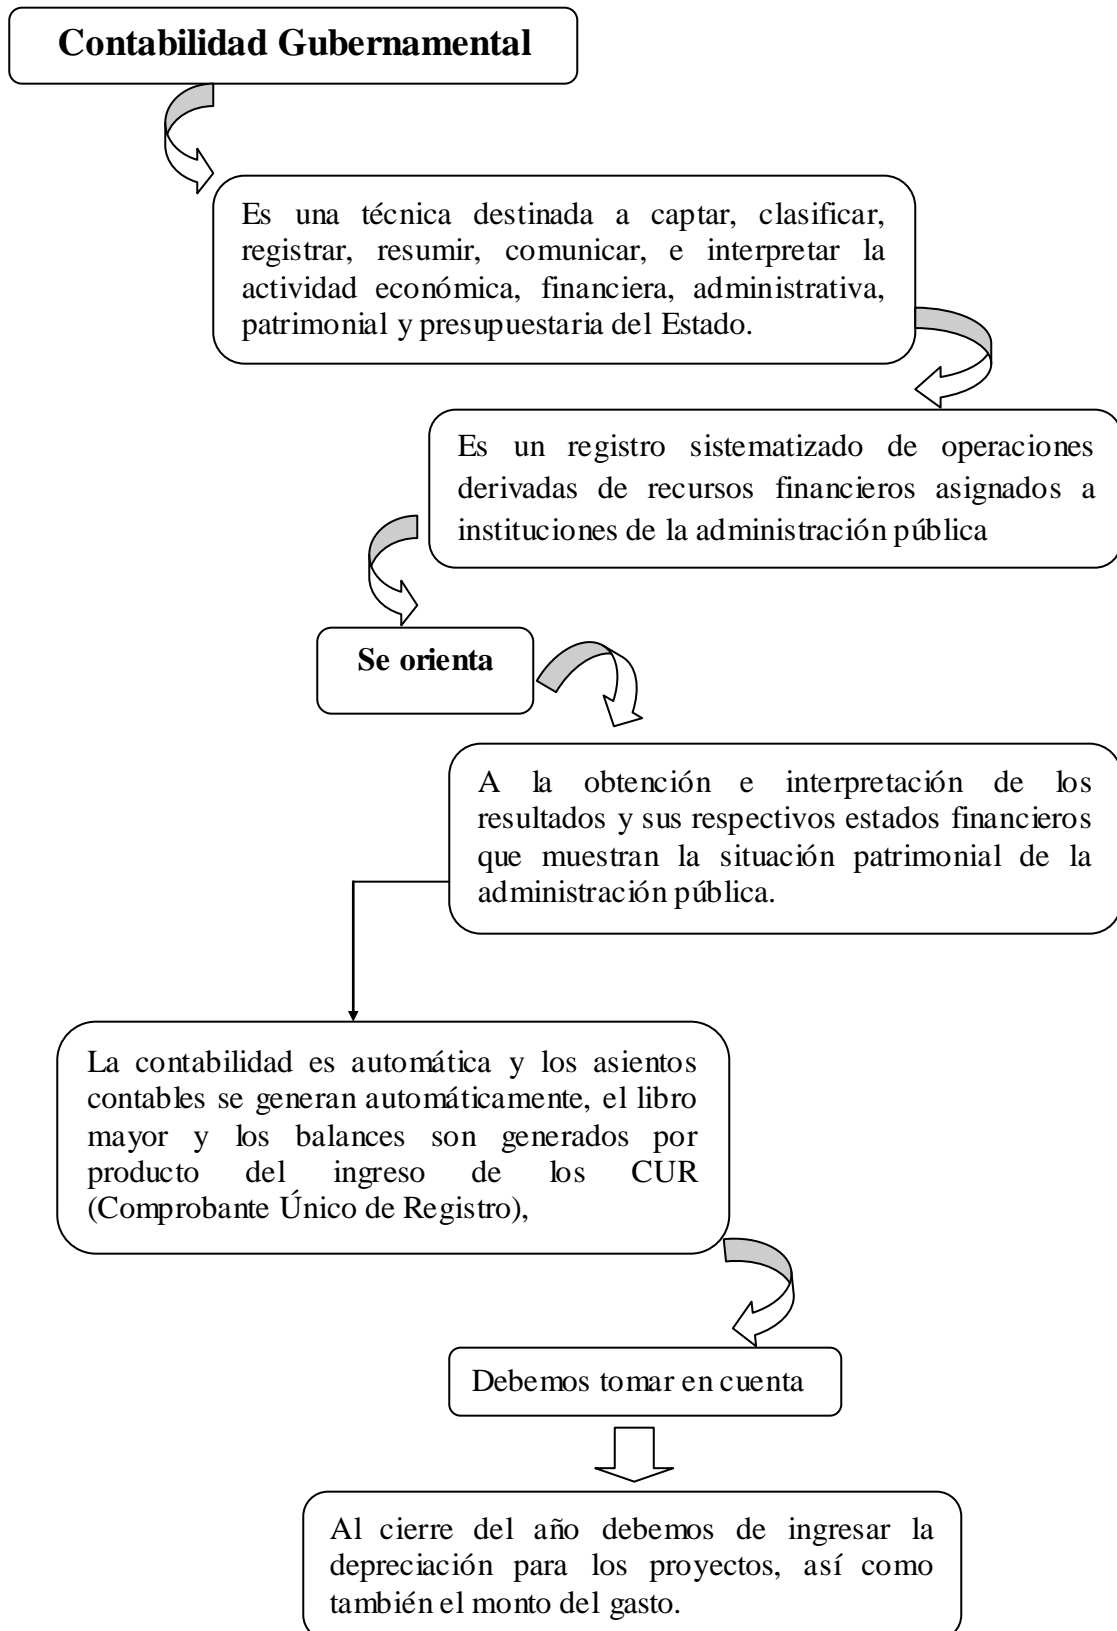 Contabilidad Gubernamental
Es una técnica destinada a captar, clasificar,
registrar, resumir, comunicar, e interpretar la
actividad económica, financiera, administrativa,
patrimonial y presupuestaria del Estado.
Es un registro sistematizado de operaciones
derivadas de recursos financieros asignados a
instituciones de la administración pública
Se orienta
A la obtención e interpretación de los
resultados y sus respectivos estados financieros
que muestran la situación patrimonial de la
administración pública.
La contabilidad es automática y los asientos
contables se generan automáticamente, el libro
mayor y los balances son generados por
producto del ingreso de los CUR
(Comprobante Único de Registro),
Debemos tomar en cuenta
Al cierre del año debemos de ingresar la
depreciación para los proyectos, así como
también el monto del gasto.